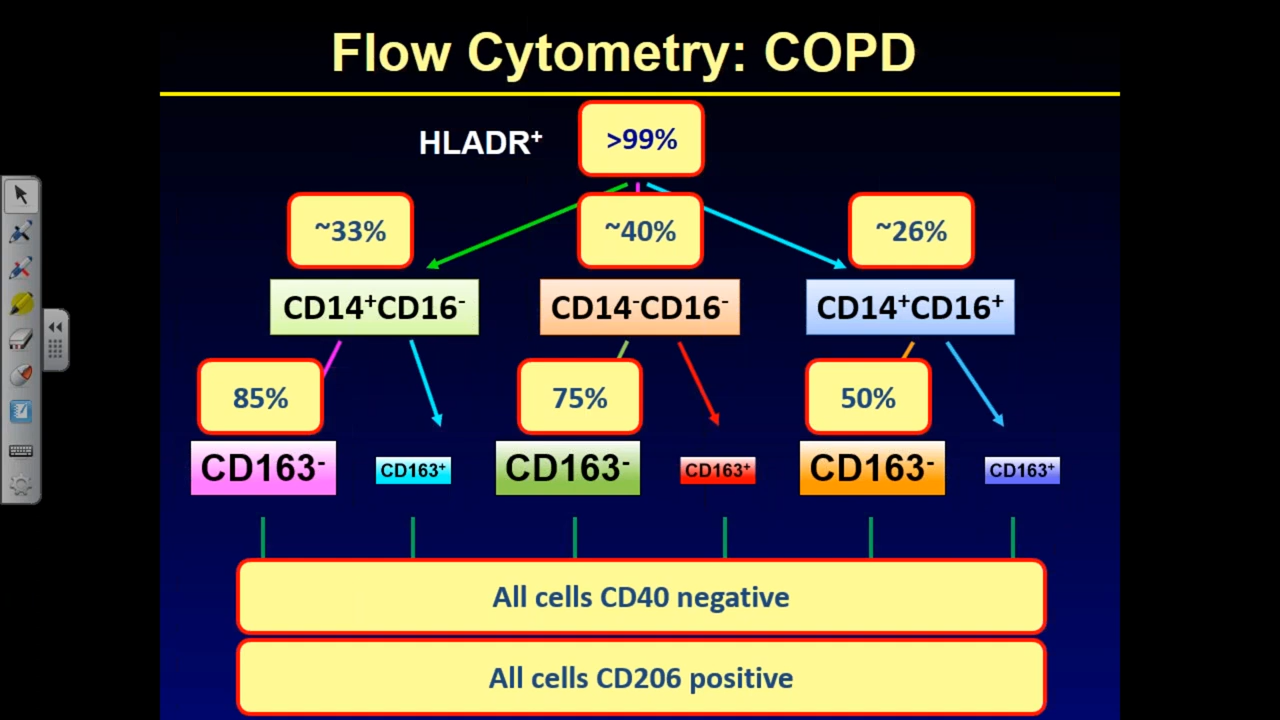 Flow Cytometry: COPD
HLADR⁺ >99%
~33% ~40% ~26%
CD14⁺CD16⁻ CD14⁻CD16⁻ CD14⁺CD16⁺
85% 75% 50%
CD163⁻ CD163⁺ CD163⁻ CD163⁺ CD163⁻ CD163⁺
All cells CD40 negative
All cells CD206 positive